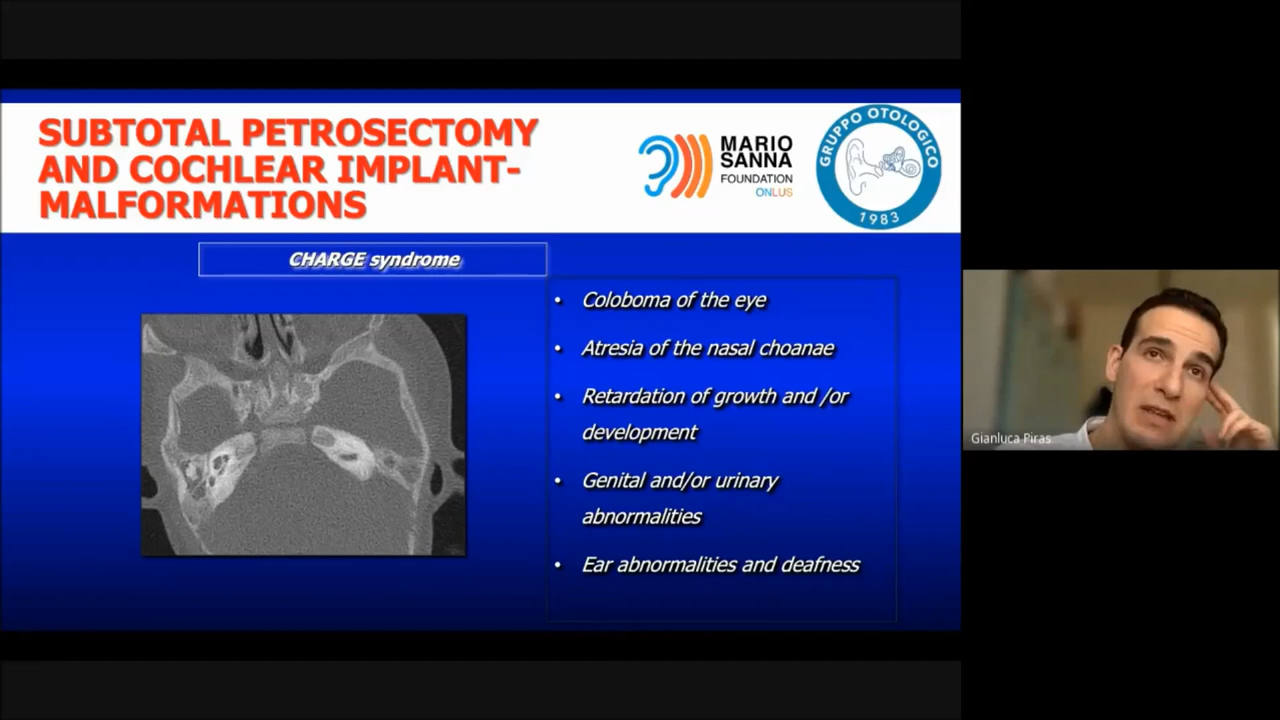 SUBTOTAL PETROSECTOMY
AND COCHLEAR IMPLANT-
MALFORMATIONS
MARIO
SANNA
FOUNDATION
ONLUS
GRUPPO OTOLOGICO
1983
CHARGE syndrome
• Coloboma of the eye
• Atresia of the nasal choanae
• Retardation of growth and /or
development
• Genital and/or urinary
abnormalities
• Ear abnormalities and deafness
Gianluca Piras